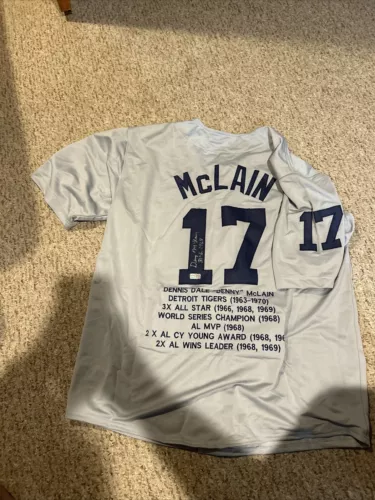 McLAIN
17
17
DENNIS DALE "DENNY" McLAIN
DETROIT TIGERS (1963-1970)
3X ALL STAR (1966, 1968, 1969)
WORLD SERIES CHAMPION (1968)
AL MVP (1968)
2 X AL CY YOUNG AWARD (1968, 196
2X AL WINS LEADER (1968, 1969)